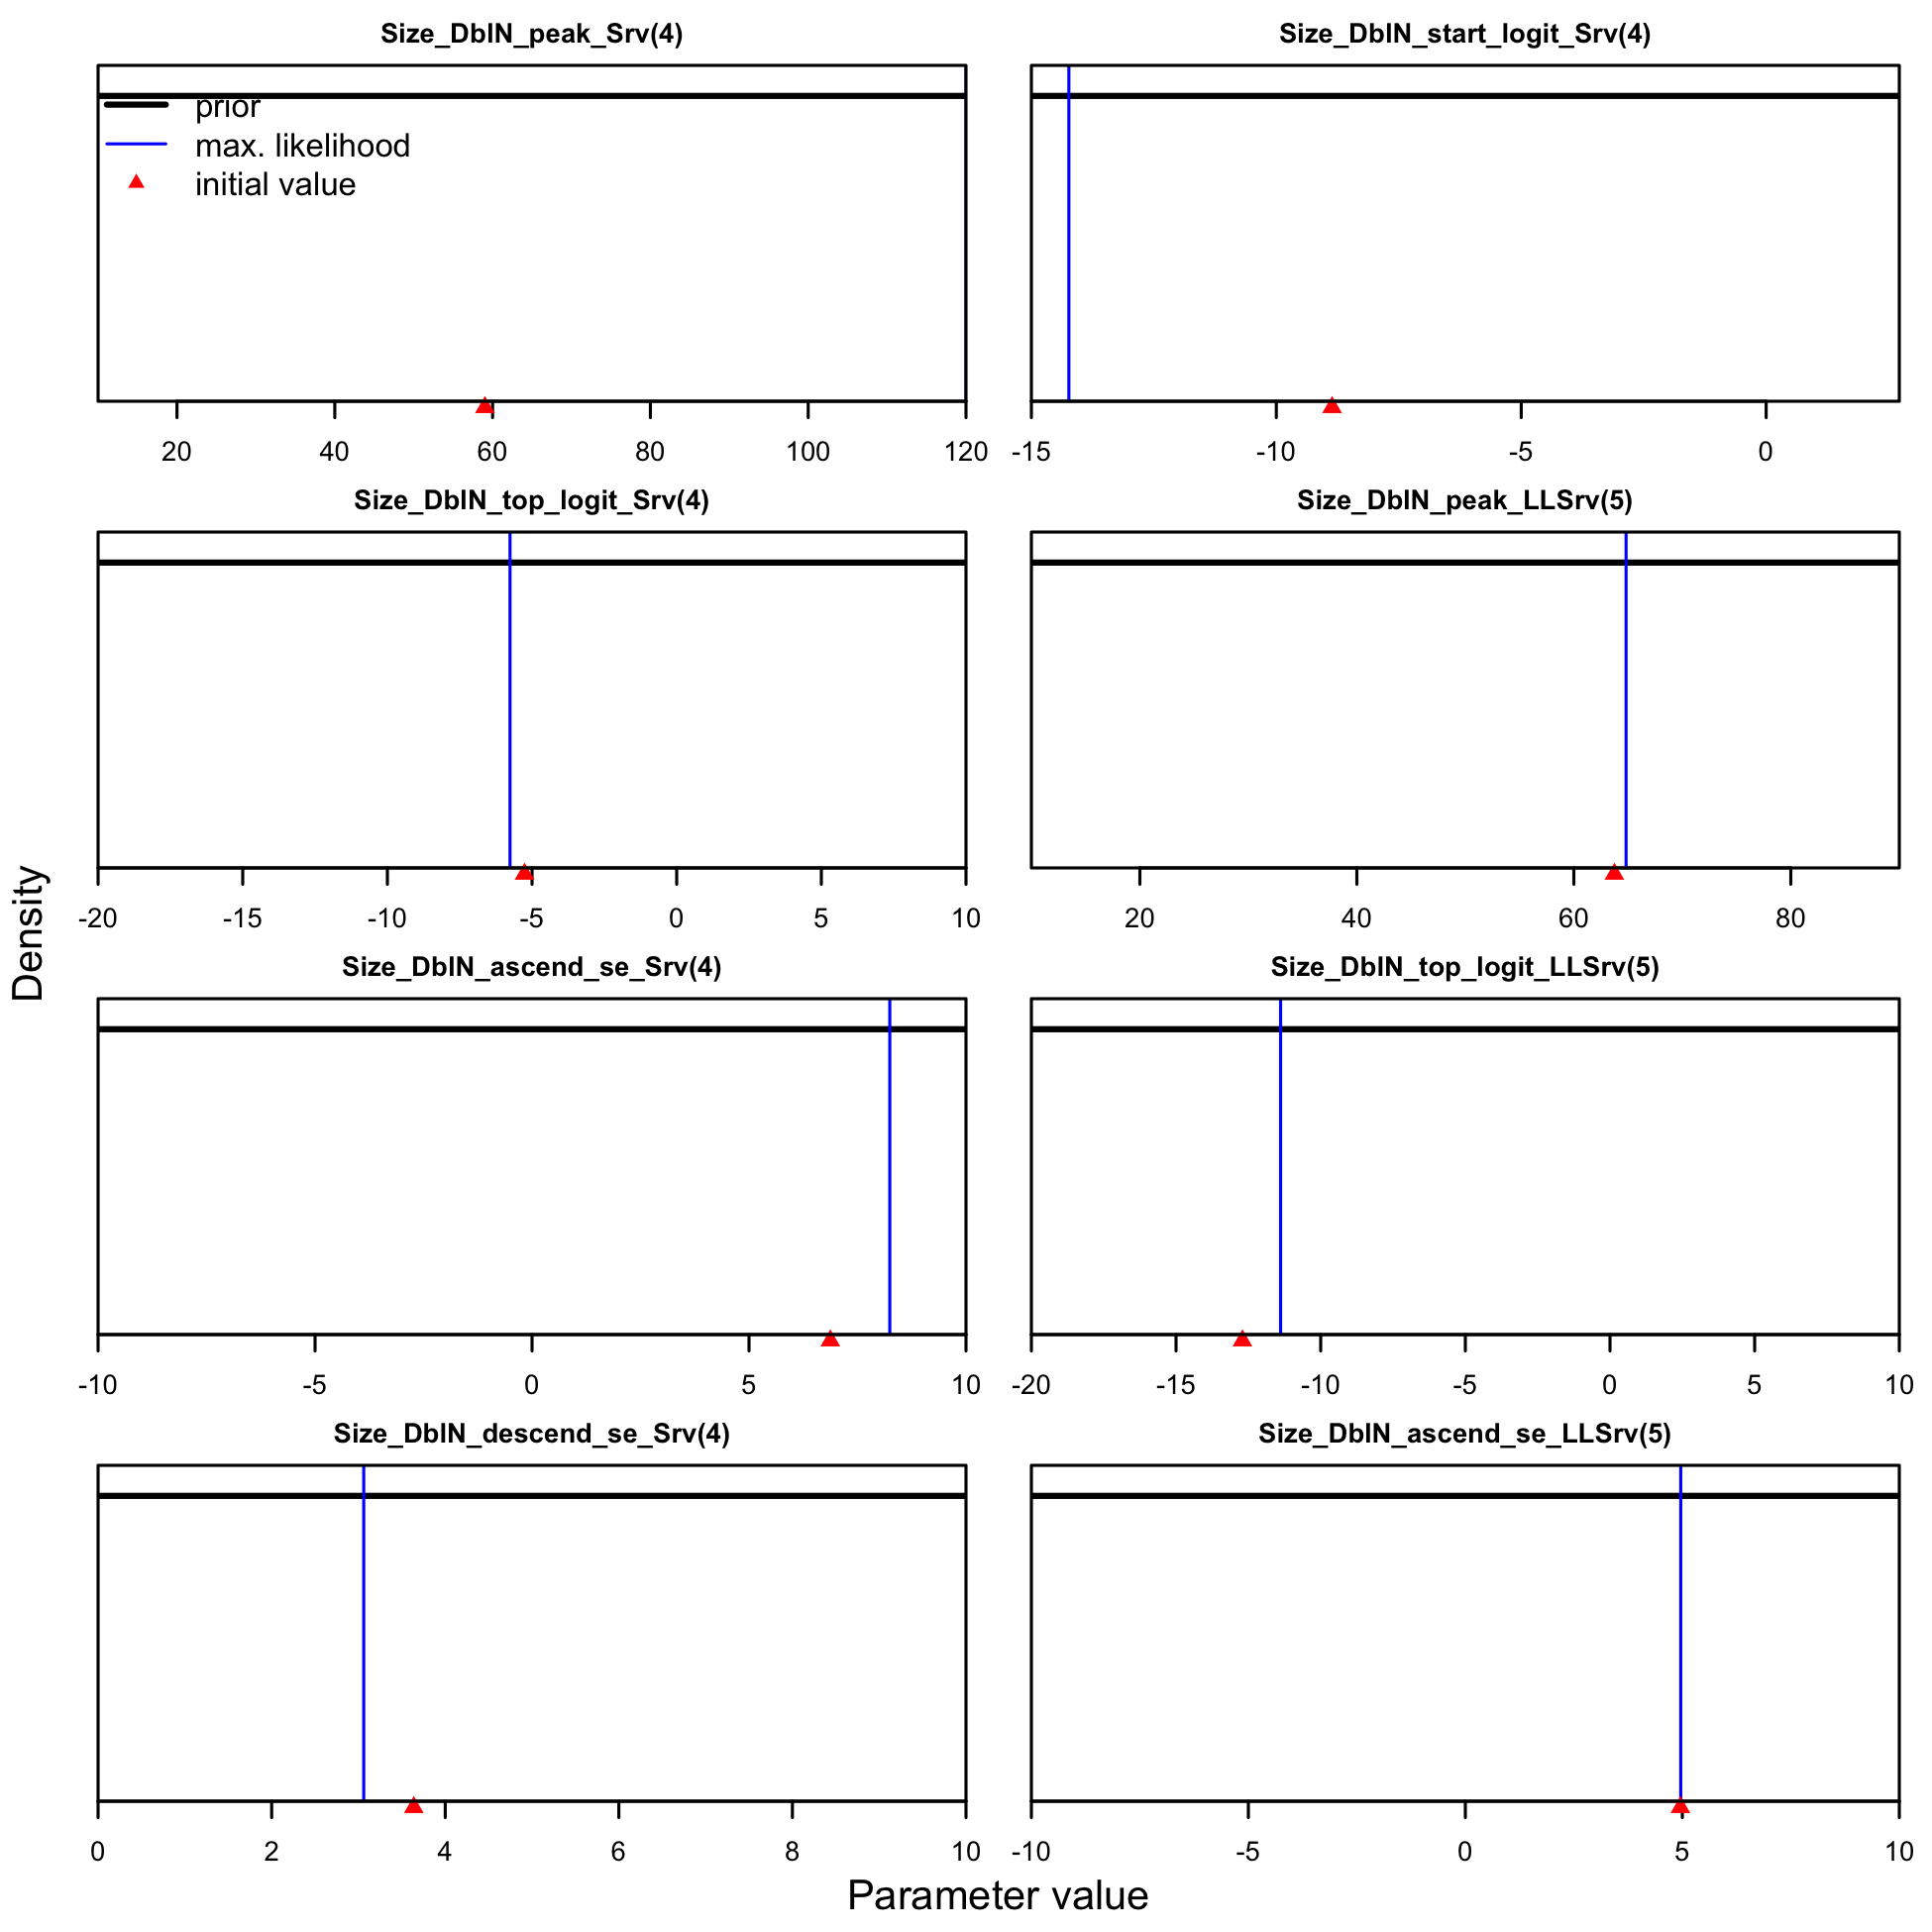 Size_DblN_peak_Srv(4)
prior
max. likelihood
initial value
20 40 60 80 100 120
Size_DblN_start_logit_Srv(4)
-15 -10 -5 0
Size_DblN_top_logit_Srv(4)
-20 -15 -10 -5 0 5 10
Size_DblN_peak_LLSrv(5)
20 40 60 80
Size_DblN_ascend_se_Srv(4)
-10 -5 0 5 10
Size_DblN_top_logit_LLSrv(5)
-20 -15 -10 -5 0 5 10
Size_DblN_descend_se_Srv(4)
0 2 4 6 8 10
Size_DblN_ascend_se_LLSrv(5)
-10 -5 0 5 10
Density
Parameter value